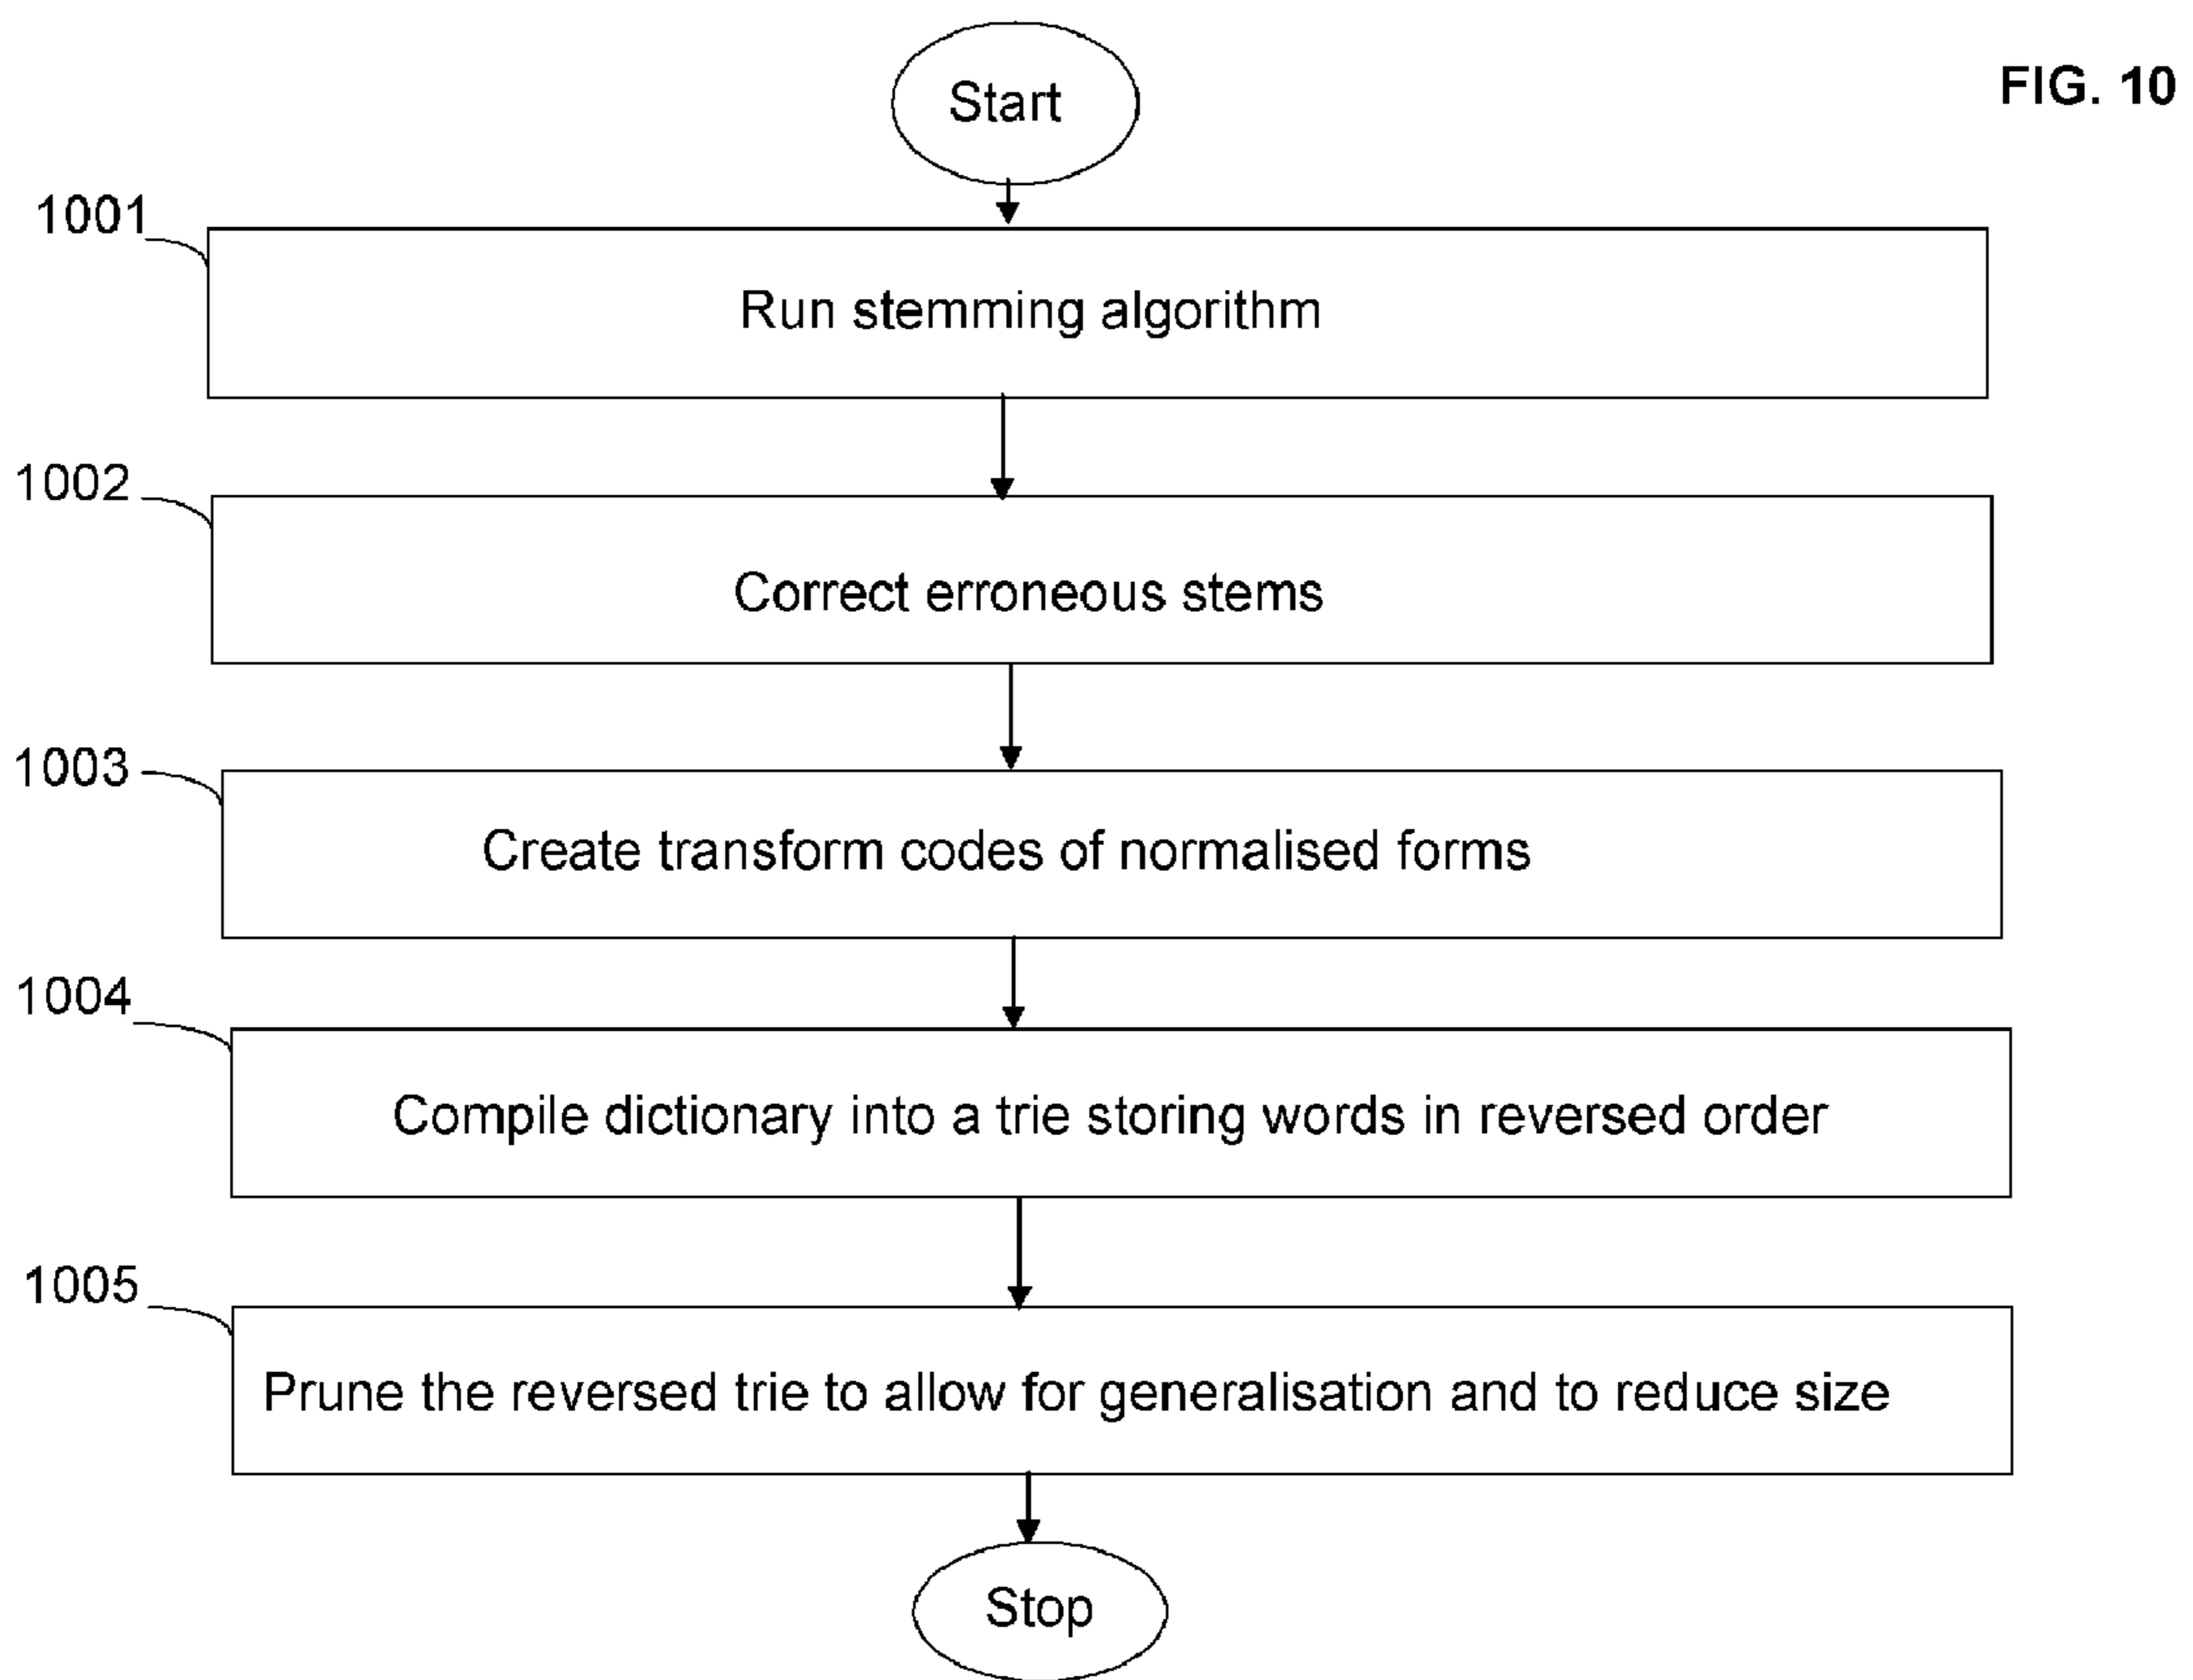 Start
FIG. 10
1001
Run stemming algorithm
1002
Correct erroneous stems
1003
Create transform codes of normalised forms
1004
Compile dictionary into a trie storing words in reversed order
1005
Prune the reversed trie to allow for generalisation and to reduce size
Stop